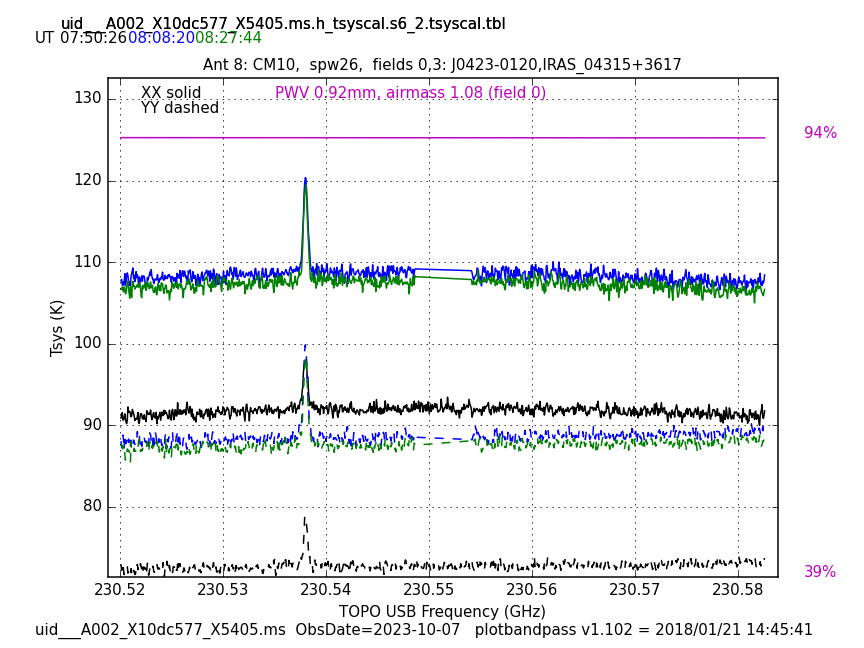 uid___A002_X10dc577_X5405.ms.h_tsyscal.s6_2.tsyscal.tbl
UT 07:50:26 08:08:20 08:27:44
Ant 8: CM10, spw26, fields 0,3: J0423-0120,IRAS_04315+3617
XX solid
YY dashed
PWV 0.92mm, airmass 1.08 (field 0)
130
120
110
100
90
80
94%
39%
Tsys (K)
230.52 230.53 230.54 230.55 230.56 230.57 230.58
TOPO USB Frequency (GHz)
uid___A002_X10dc577_X5405.ms ObsDate=2023-10-07 plotbandpass v1.102 = 2018/01/21 14:45:41